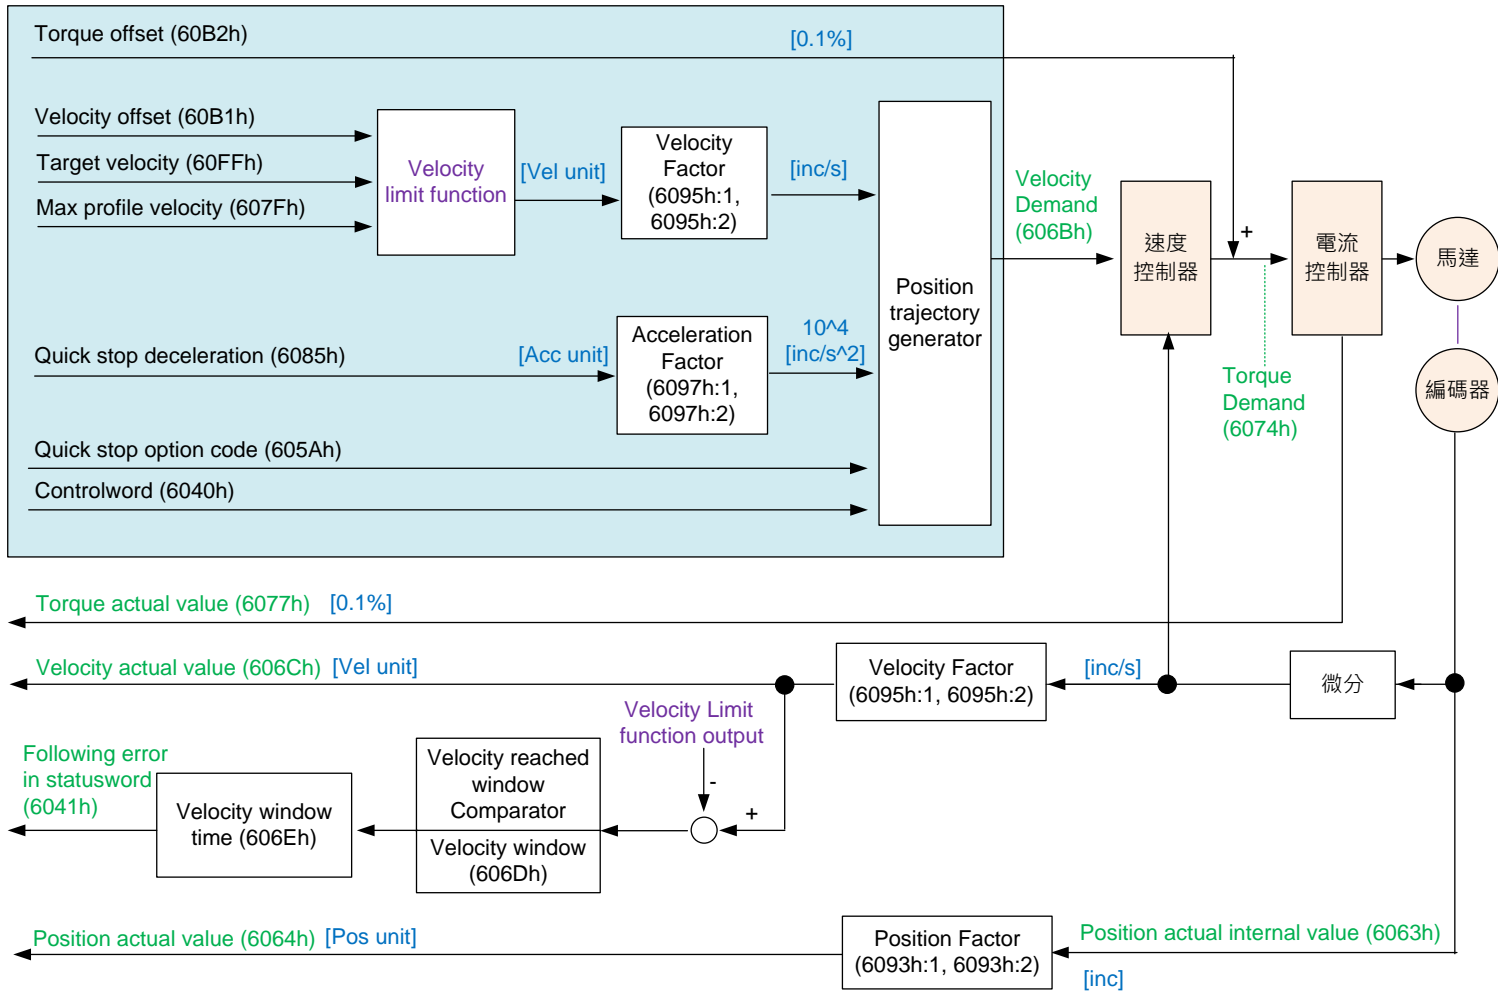 Torque offset (60B2h)
[0.1%]
Velocity offset (60B1h)
Target velocity (60FFh)
Max profile velocity (607Fh)
Velocity
limit function
[Vel unit]
Velocity
Factor
(6095h:1,
6095h:2)
[inc/s]
Quick stop deceleration (6085h)
[Acc unit]
Acceleration
Factor
(6097h:1,
6097h:2)
10^4
[inc/s^2]
Quick stop option code (605Ah)
Controlword (6040h)
Position
trajectory
generator
Velocity
Demand
(606Bh)
速度
控制器
+
Torque
Demand
(6074h)
電流
控制器
馬達
編碼器
Torque actual value (6077h)
[0.1%]
Velocity actual value (606Ch)
[Vel unit]
Velocity Factor
(6095h:1, 6095h:2)
[inc/s]
微分
Velocity Limit
function output
-
+
Velocity reached
window
Comparator
Velocity window
(606Dh)
Velocity window
time (606Eh)
Following error
in statusword
(6041h)
Position actual value (6064h)
[Pos unit]
Position Factor
(6093h:1, 6093h:2)
Position actual internal value (6063h)
[inc]